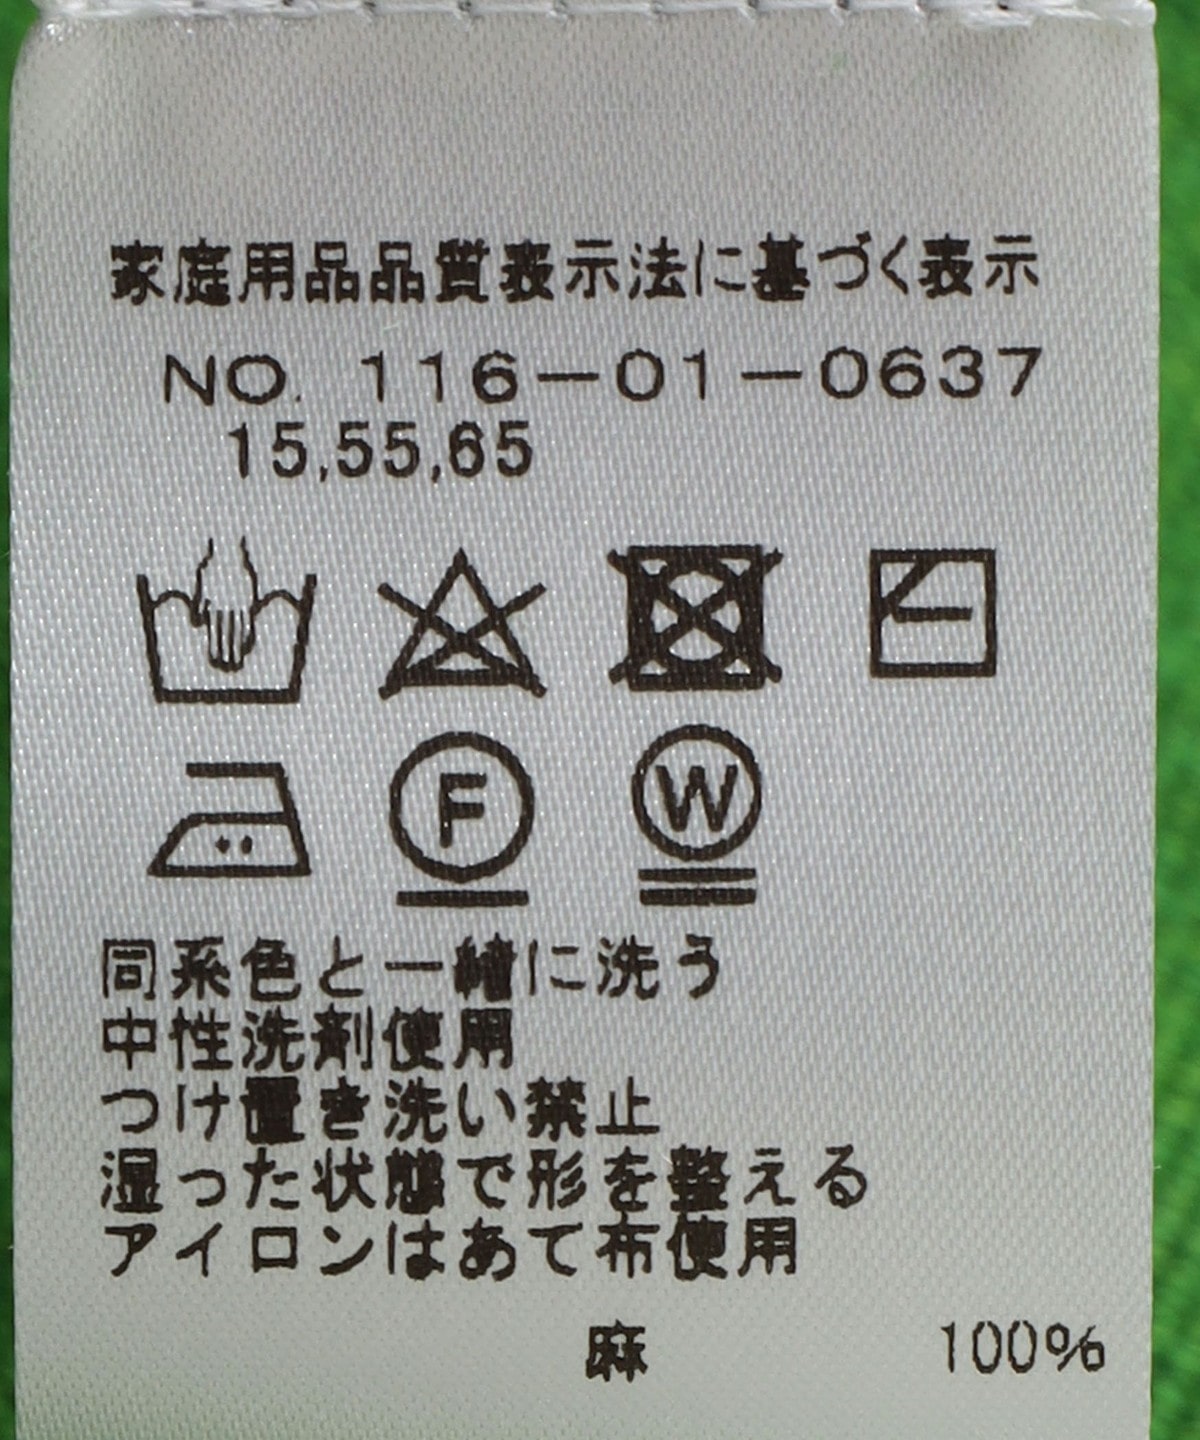 家庭用品品質表示法に基づく表示
NO. 116-01-0637
15,55,65
F
W
同系色と一緒に洗う
中性洗剤使用
つけ置き洗い禁止
湿った状態で形を整える
アイロンはあて布使用
麻 100%